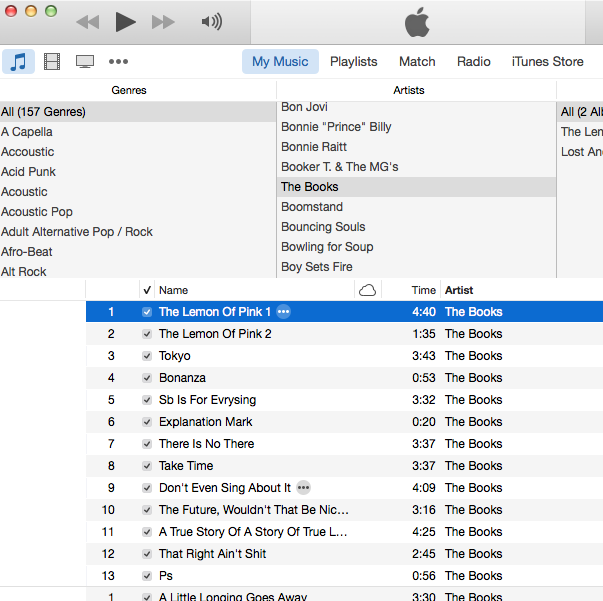 My Music Playlists Match Radio iTunes Store
Genres Artists
All (157 Genres)
A Capella
Accoustic
Acid Punk
Acoustic
Acoustic Pop
Adult Alternative Pop / Rock
Afro-Beat
Alt Rock
Bon Jovi
Bonnie "Prince" Billy
Bonnie Raitt
Booker T. & The MG's
The Books
Boomstand
Bouncing Souls
Bowling for Soup
Boy Sets Fire
All (2 Alb
The Lem
Lost And
✓ Name Time Artist
1 The Lemon Of Pink 1 4:40 The Books
2 The Lemon Of Pink 2 1:35 The Books
3 Tokyo 3:43 The Books
4 Bonanza 0:53 The Books
5 Sb Is For Evrysing 3:32 The Books
6 Explanation Mark 0:20 The Books
7 There Is No There 3:37 The Books
8 Take Time 3:37 The Books
9 Don't Even Sing About It 4:09 The Books
10 The Future, Wouldn't That Be Nic... 3:16 The Books
11 A True Story Of A Story Of True L... 4:25 The Books
12 That Right Ain't Shit 2:45 The Books
13 Ps 0:56 The Books
1 A Little Longing Goes Away 3:30 The Books